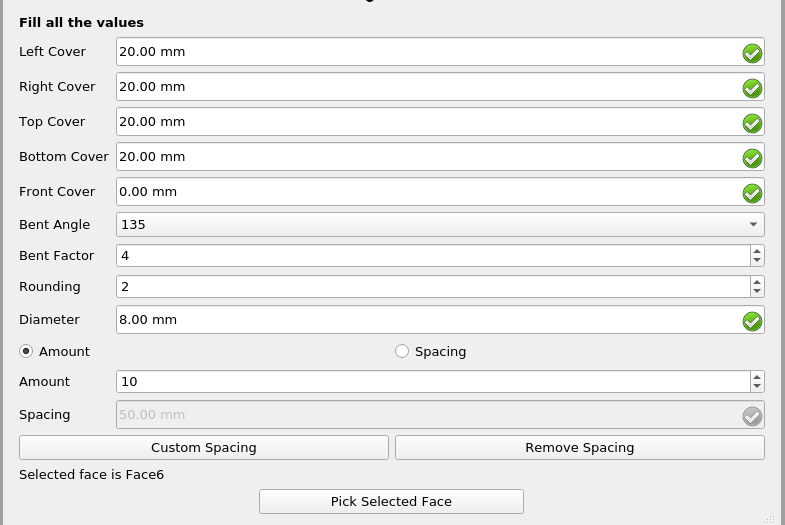 Fill all the values
Left Cover 20.00 mm
Right Cover 20.00 mm
Top Cover 20.00 mm
Bottom Cover 20.00 mm
Front Cover 0.00 mm
Bent Angle 135
Bent Factor 4
Rounding 2
Diameter 8.00 mm
Amount Spacing
Amount 10
Spacing 50.00 mm
Custom Spacing Remove Spacing
Selected face is Face6
Pick Selected Face